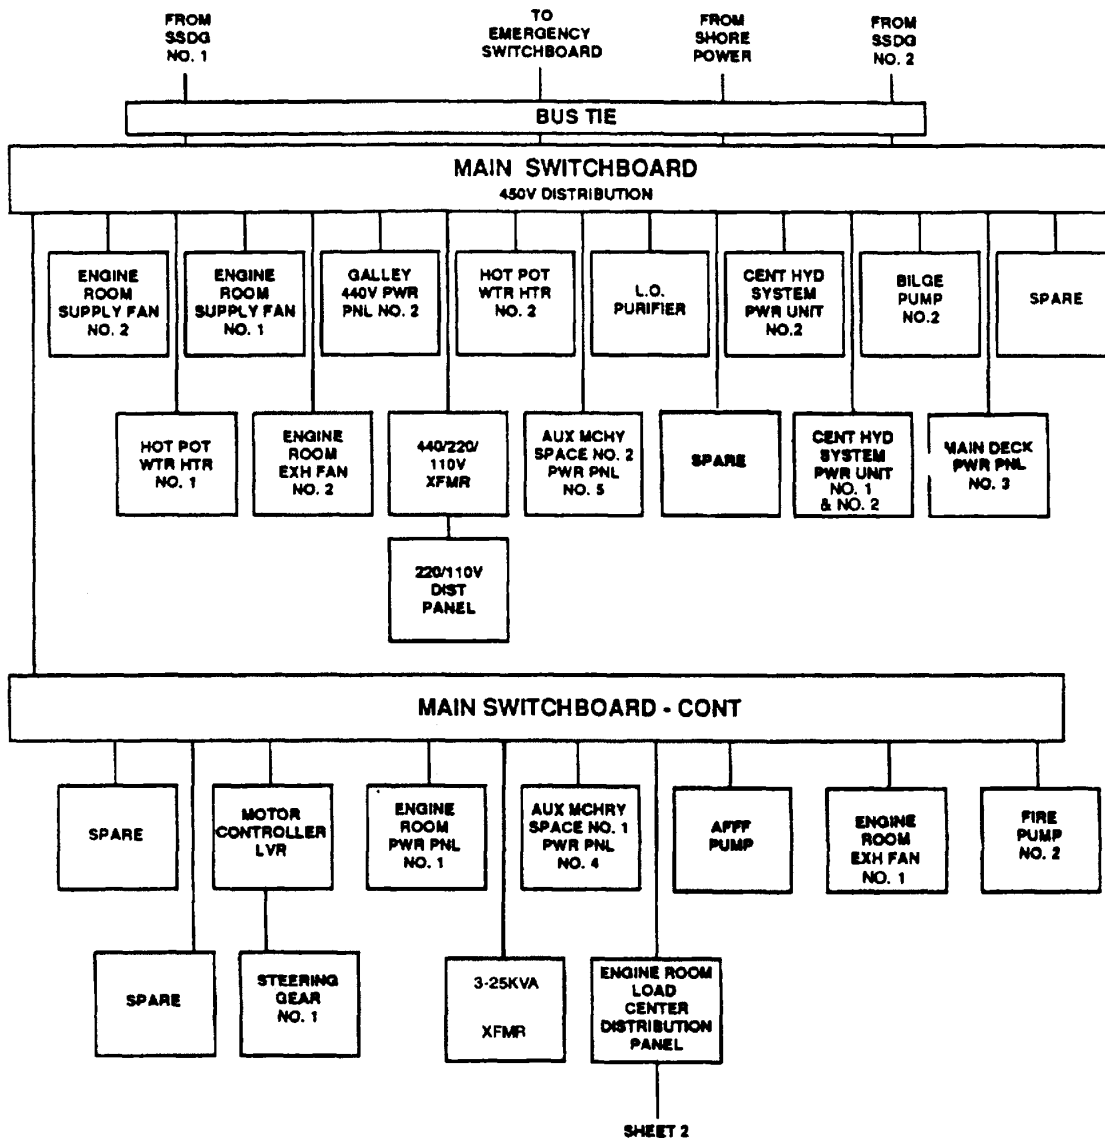 FROM
SSDG
NO. 1
TO
EMERGENCY
SWITCHBOARD
FROM
SHORE
POWER
FROM
SSDG
NO. 2
BUS TIE
MAIN SWITCHBOARD
450V DISTRIBUTION
ENGINE
ROOM
SUPPLY FAN
NO. 2
ENGINE
ROOM
SUPPLY FAN
NO. 1
GALLEY
440V PWR
PNL NO. 2
HOT POT
WTR HTR
NO. 2
L.O.
PURIFIER
CENT HYD
SYSTEM
PWR UNIT
NO.2
BILGE
PUMP
NO.2
SPARE
HOT POT
WTR HTR
NO. 1
ENGINE
ROOM
EXH FAN
NO. 2
440/220/
110V
XFMR
AUX MCHY
SPACE NO. 2
PWR PNL
NO. 5
SPARE
CENT HYD
SYSTEM
PWR UNIT
NO. 1
& NO. 2
MAIN DECK
PWR PNL
NO. 3
220/110V
DIST
PANEL
MAIN SWITCHBOARD - CONT
SPARE
MOTOR
CONTROLLER
LVR
ENGINE
ROOM
PWR PNL
NO. 1
AUX MCHRY
SPACE NO. 1
PWR PNL
NO. 4
AFFF
PUMP
ENGINE
ROOM
EXH FAN
NO. 1
FIRE
PUMP
NO. 2
SPARE
STEERING
GEAR
NO. 1
3-25KVA
XFMR
ENGINE ROOM
LOAD
CENTER
DISTRIBUTION
PANEL
SHEET 2